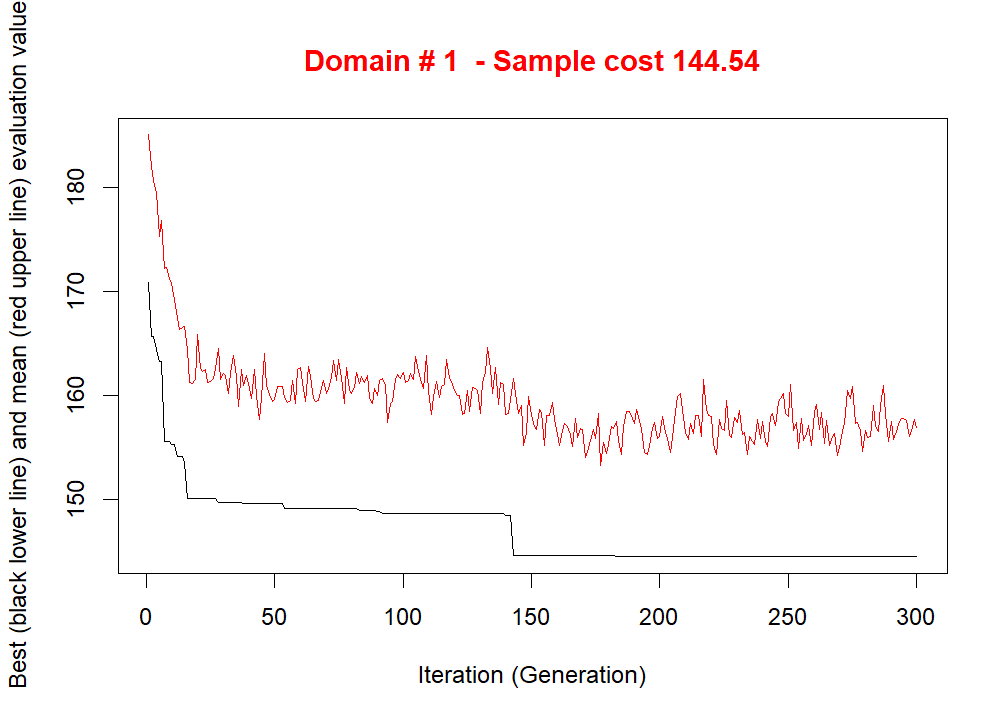 Domain # 1  - Sample cost 144.54
Best (black lower line) and mean (red upper line) evaluation value
180
170
160
150
0 50 100 150 200 250 300
Iteration (Generation)